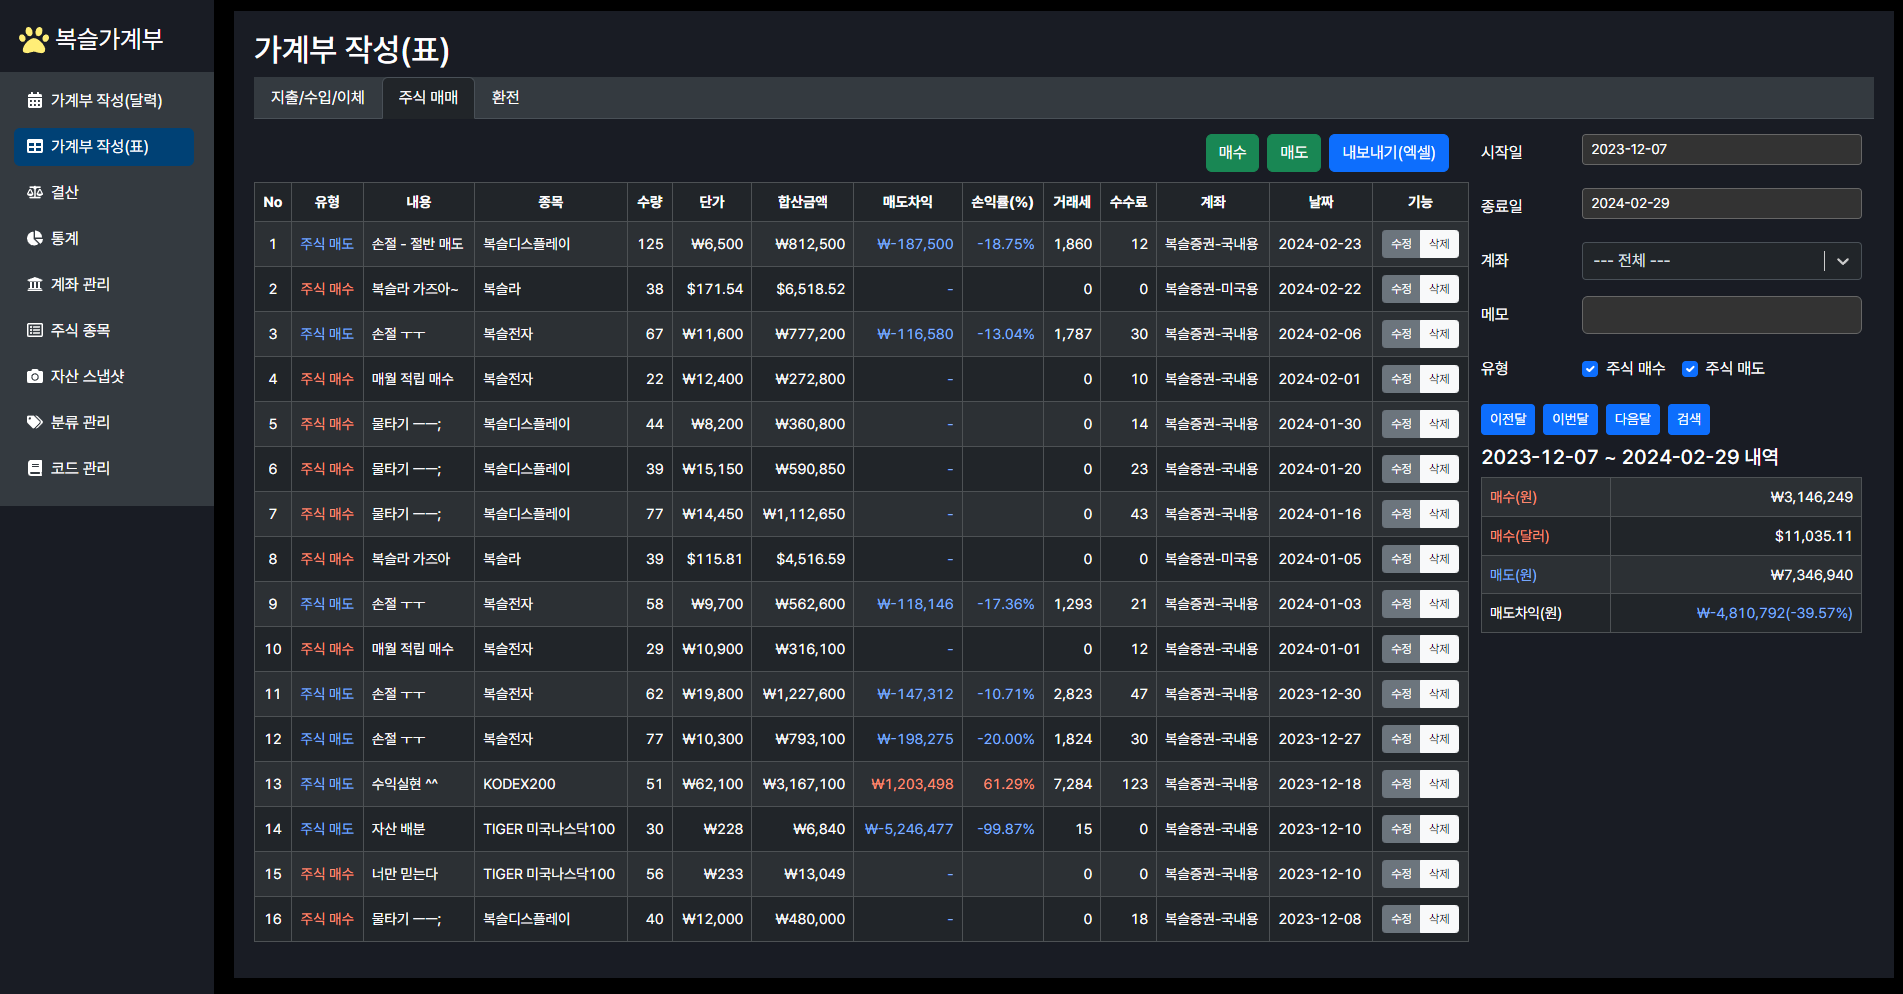 복슬가계부
가계부 작성(달력)
가계부 작성(표)
결산
통계
계좌 관리
주식 종목
자산 스냅샷
분류 관리
코드 관리
가계부 작성(표)
지출/수입/이체 주식 매매 환전
매수 매도 내보내기(엑셀)
No 유형 내용 종목 수량 단가 합산금액 매도차익 손익률(%) 거래세 수수료 계좌 날짜 기능
1 주식 매도 손절 - 절반 매도 복슬디스플레이 125 ₩6,500 ₩812,500 ₩-187,500 -18.75% 1,860 12 복슬증권-국내용 2024-02-23 수정 삭제
2 주식 매수 복슬라 가즈아~ 복슬라 38 $171.54 $6,518.52 - 0 0 복슬증권-미국용 2024-02-22 수정 삭제
3 주식 매도 손절 ㅜㅜ 복슬전자 67 ₩11,600 ₩777,200 ₩-116,580 -13.04% 1,787 30 복슬증권-국내용 2024-02-06 수정 삭제
4 주식 매수 매월 적립 매수 복슬전자 22 ₩12,400 ₩272,800 - 0 10 복슬증권-국내용 2024-02-01 수정 삭제
5 주식 매수 물타기 ㅡㅡ; 복슬디스플레이 44 ₩8,200 ₩360,800 - 0 14 복슬증권-국내용 2024-01-30 수정 삭제
6 주식 매수 물타기 ㅡㅡ; 복슬디스플레이 39 ₩15,150 ₩590,850 - 0 23 복슬증권-국내용 2024-01-20 수정 삭제
7 주식 매수 물타기 ㅡㅡ; 복슬디스플레이 77 ₩14,450 ₩1,112,650 - 0 43 복슬증권-국내용 2024-01-16 수정 삭제
8 주식 매수 복슬라 가즈아 복슬라 39 $115.81 $4,516.59 - 0 0 복슬증권-미국용 2024-01-05 수정 삭제
9 주식 매도 손절 ㅜㅜ 복슬전자 58 ₩9,700 ₩562,600 ₩-118,146 -17.36% 1,293 21 복슬증권-국내용 2024-01-03 수정 삭제
10 주식 매수 매월 적립 매수 복슬전자 29 ₩10,900 ₩316,100 - 0 12 복슬증권-국내용 2024-01-01 수정 삭제
11 주식 매도 손절 ㅜㅜ 복슬전자 62 ₩19,800 ₩1,227,600 ₩-147,312 -10.71% 2,823 47 복슬증권-국내용 2023-12-30 수정 삭제
12 주식 매도 손절 ㅜㅜ 복슬전자 77 ₩10,300 ₩793,100 ₩-198,275 -20.00% 1,824 30 복슬증권-국내용 2023-12-27 수정 삭제
13 주식 매도 수익실현 ^^ KODEX200 51 ₩62,100 ₩3,167,100 ₩1,203,498 61.29% 7,284 123 복슬증권-국내용 2023-12-18 수정 삭제
14 주식 매도 자산 배분 TIGER 미국나스닥100 30 ₩228 ₩6,840 ₩-5,246,477 -99.87% 15 0 복슬증권-국내용 2023-12-10 수정 삭제
15 주식 매수 너만 믿는다 TIGER 미국나스닥100 56 ₩233 ₩13,049 - 0 0 복슬증권-국내용 2023-12-10 수정 삭제
16 주식 매수 물타기 ㅡㅡ; 복슬디스플레이 40 ₩12,000 ₩480,000 - 0 18 복슬증권-국내용 2023-12-08 수정 삭제
시작일 2023-12-07
종료일 2024-02-29
계좌 --- 전체 ---
메모
유형 주식 매수 주식 매도
이전달 이번달 다음달 검색
2023-12-07 ~ 2024-02-29 내역
매수(원) ₩3,146,249
매수(달러) $11,035.11
매도(원) ₩7,346,940
매도차익(원) ₩-4,810,792(-39.57%)